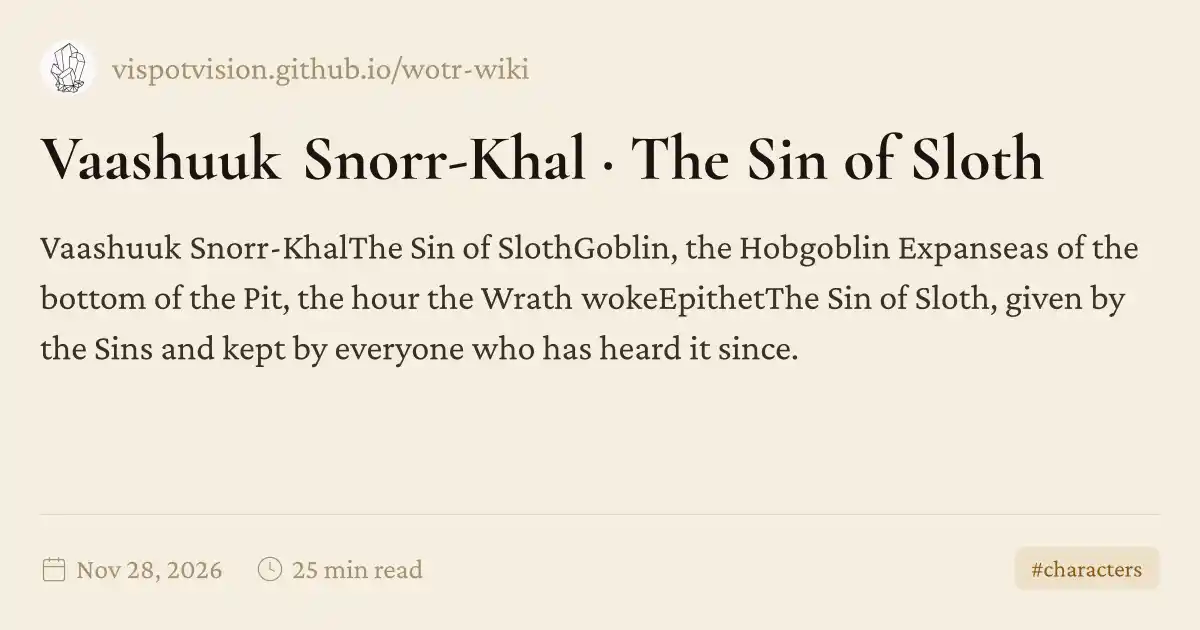 vispotvision.github.io/wotr-wiki
Vaashuuk Snorr-Khal · The Sin of Sloth
Vaashuuk Snorr-KhalThe Sin of SlothGoblin, the Hobgoblin Expanseas of the
bottom of the Pit, the hour the Wrath wokeEpithetThe Sin of Sloth, given by
the Sins and kept by everyone who has heard it since.
Nov 28, 2026
25 min read
#characters